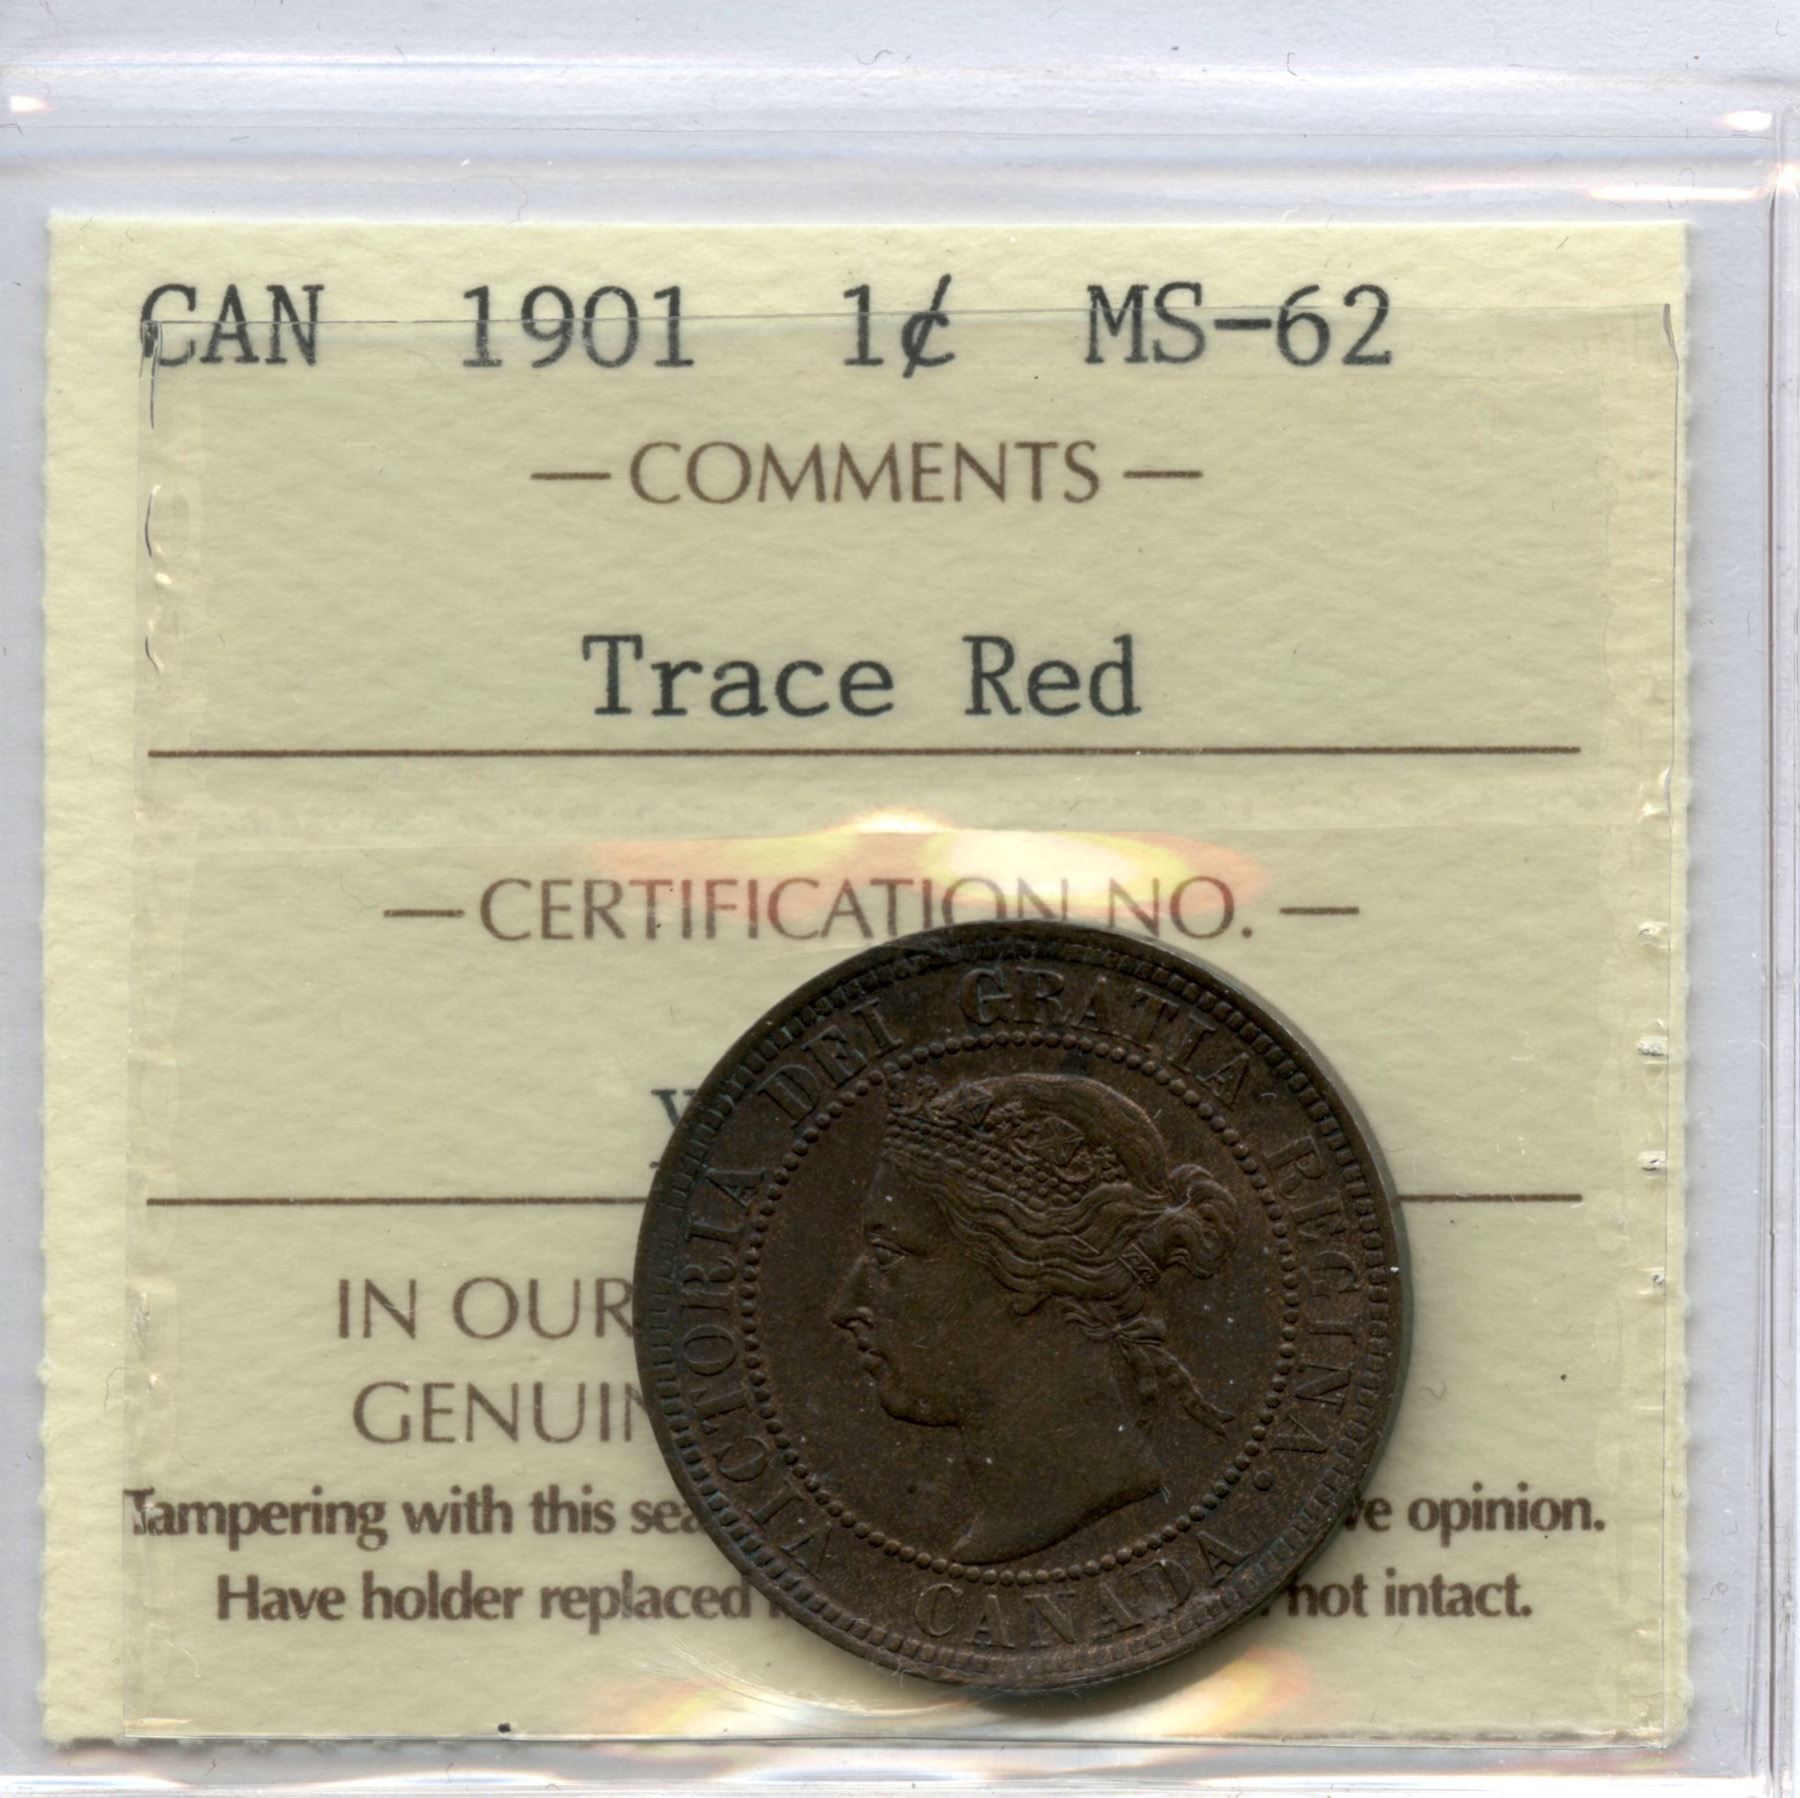 CAN 1901 1¢ MS-62
— COMMENTS —
Trace Red
— CERTIFICATION NO. —
IN OUR
GENUIN
Tampering with this sea ve opinion.
Have holder replaced not intact.
VICTORIA DEI GRATIA REGINA.
CANADA